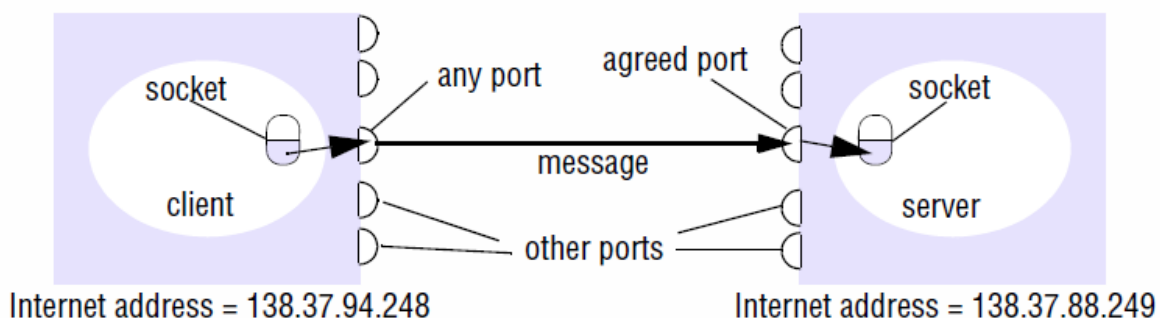 socket
any port
agreed port
socket
message
client
server
other ports
Internet address = 138.37.94.248
Internet address = 138.37.88.249